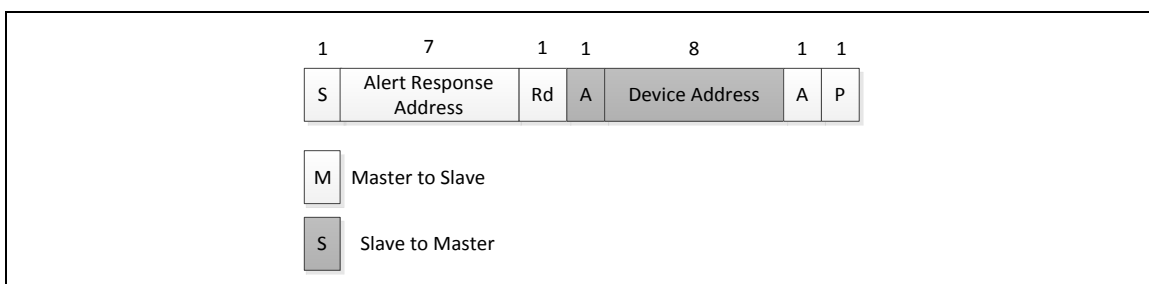 1 7 1 1 8 1 1
S Alert Response Address Rd A Device Address A P
M Master to Slave
S Slave to Master